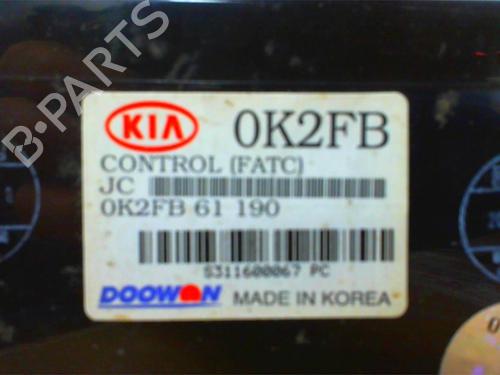 B-PARTS
KIA 0K2FB
CONTROL (FATC)
JC
0K2FB 61 190
S311600067 PC
DOOWON MADE IN KOREA